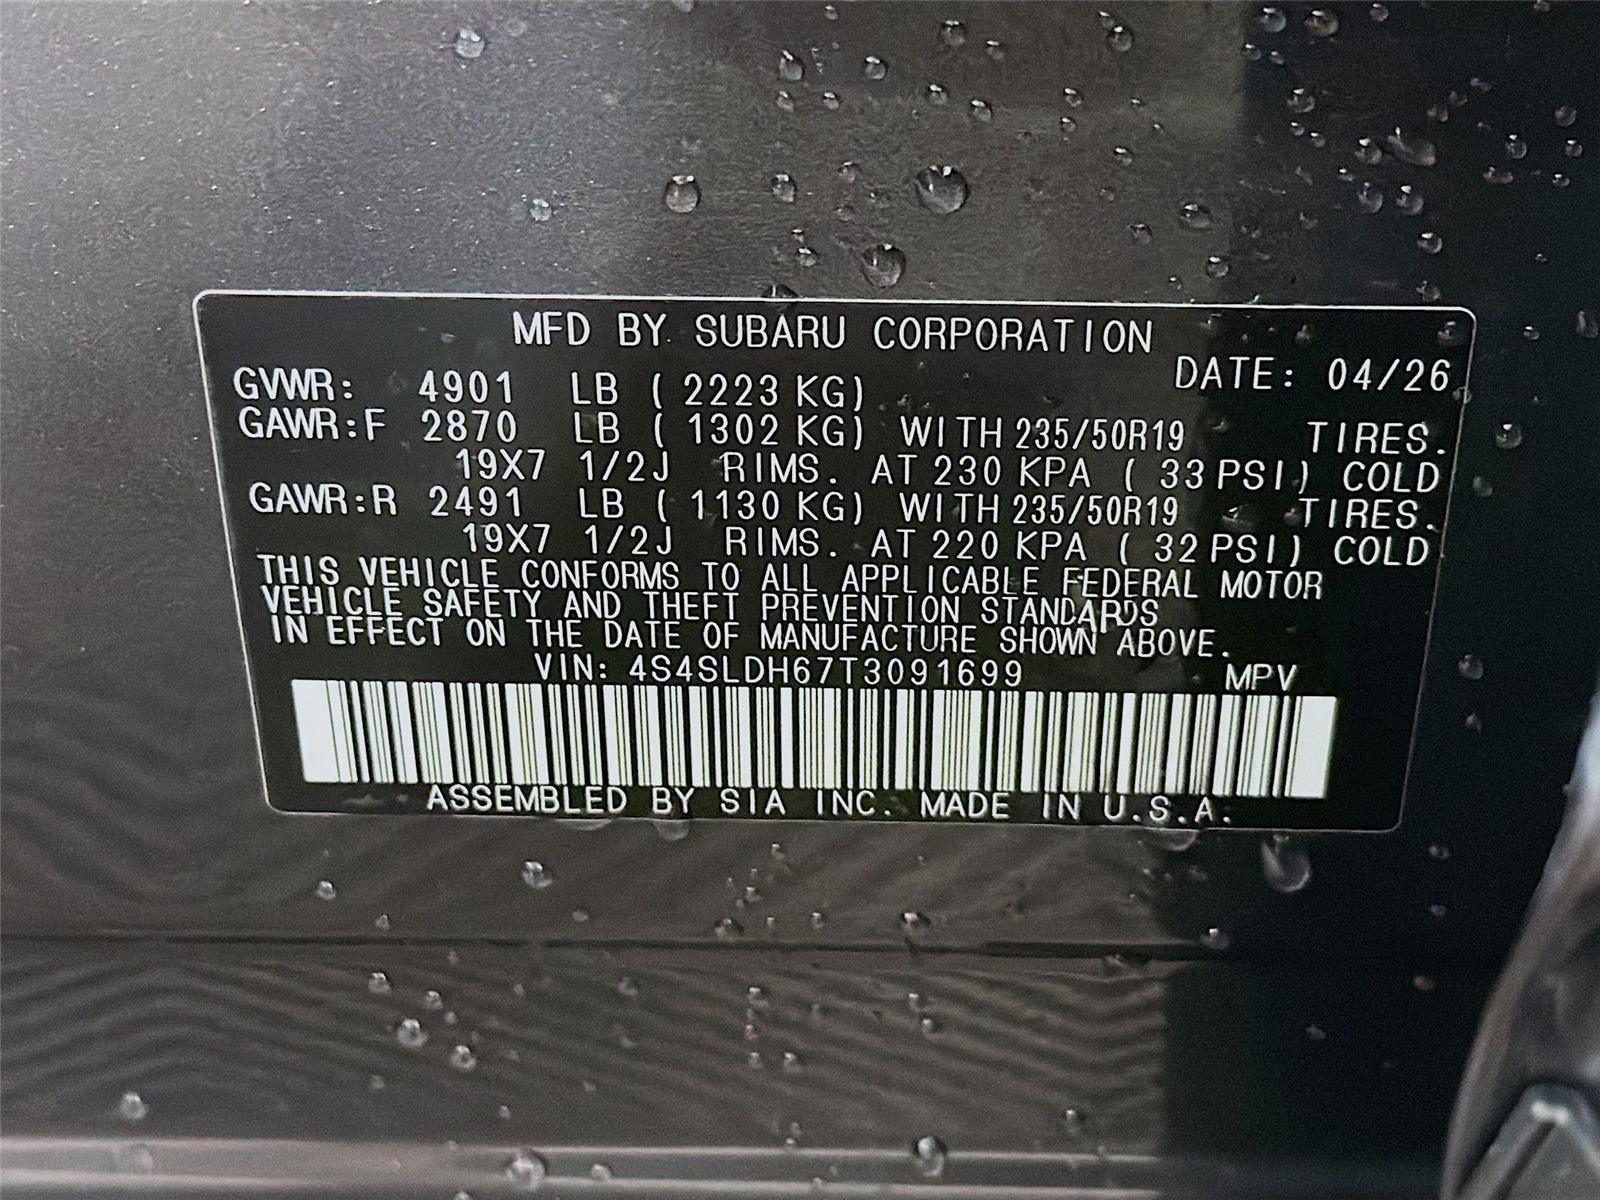 MFD BY SUBARU CORPORATION
DATE: 04/26
GVWR: 4901 LB ( 2223 KG)
GAWR:F 2870 LB ( 1302 KG) WITH 235/50R19 TIRES.
19X7 1/2J RIMS. AT 230 KPA ( 33 PSI) COLD
GAWR:R 2491 LB ( 1130 KG) WITH 235/50R19 TIRES.
19X7 1/2J RIMS. AT 220 KPA ( 32 PSI) COLD
THIS VEHICLE CONFORMS TO ALL APPLICABLE FEDERAL MOTOR
VEHICLE SAFETY AND THEFT PREVENTION STANDARDS
IN EFFECT ON THE DATE OF MANUFACTURE SHOWN ABOVE.
VIN: 4S4SLDH67T3091699 MPV
ASSEMBLED BY SIA INC. MADE IN U.S.A.